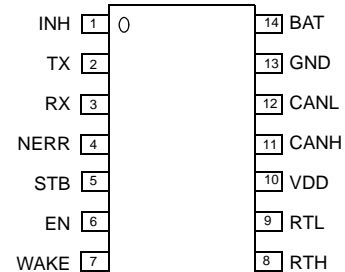 INH 1 14 BAT
TX 2 13 GND
RX 3 12 CANL
NERR 4 11 CANH
STB 5 10 VDD
EN 6 9 RTL
WAKE 7 8 RTH